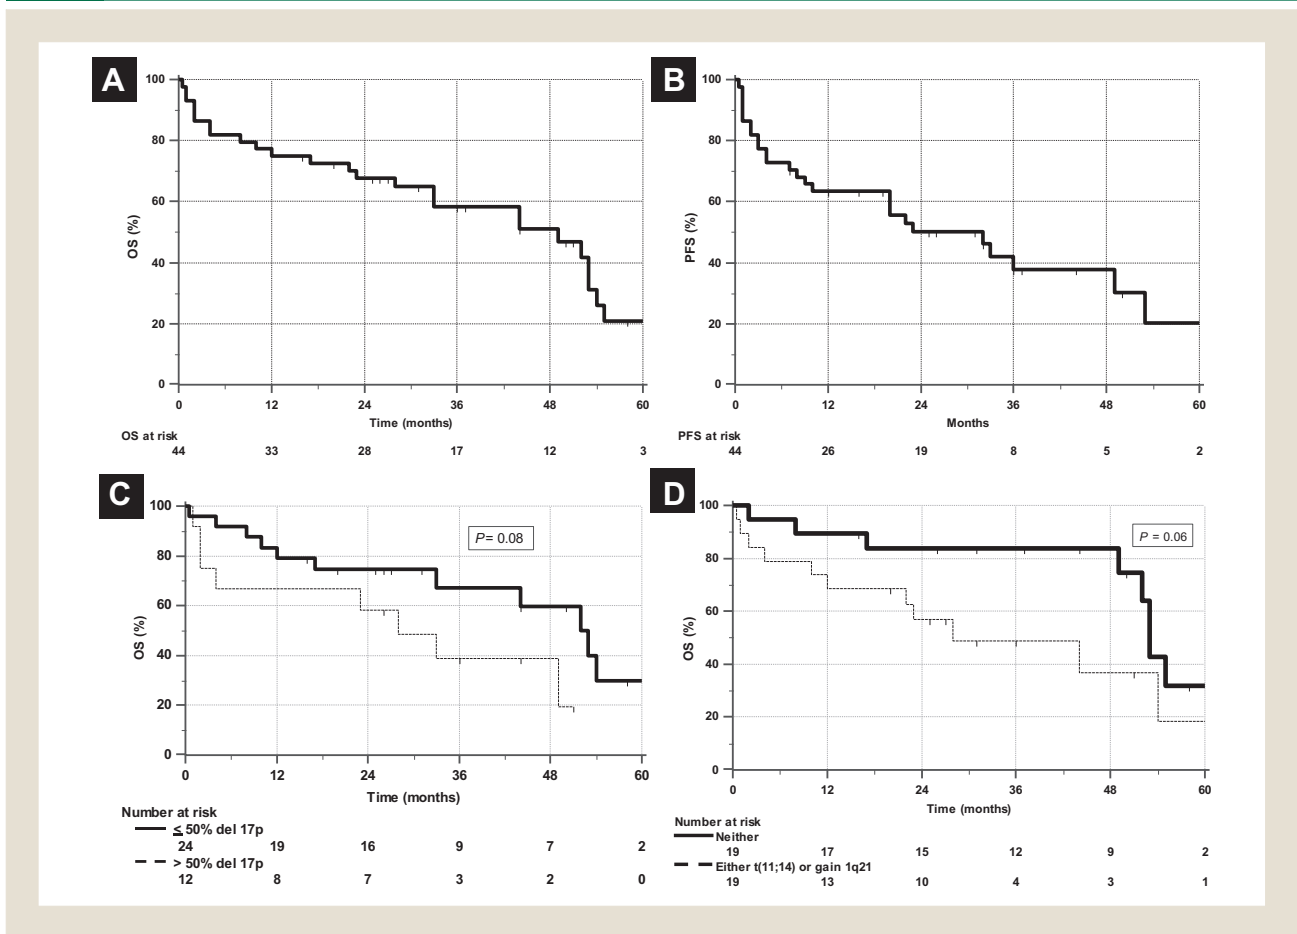 A
100
80
60
40
20
0
OS (%)
0 12 24 36 48 60
Time (months)
OS at risk
44 33 28 17 12 3
B
100
80
60
40
20
0
PFS (%)
0 12 24 36 48 60
Months
PFS at risk
44 26 19 8 5 2
C
100
80
60
40
20
0
OS (%)
P= 0.08
0 12 24 36 48 60
Time (months)
Number at risk
≤ 50% del 17p
24 19 16 9 7 2
> 50% del 17p
12 8 7 3 2 0
D
100
80
60
40
20
0
OS (%)
P = 0.06
0 12 24 36 48 60
Time (months)
Number at risk
Neither
19 17 15 12 9 2
Either t(11;14) or gain 1q21
19 13 10 4 3 1